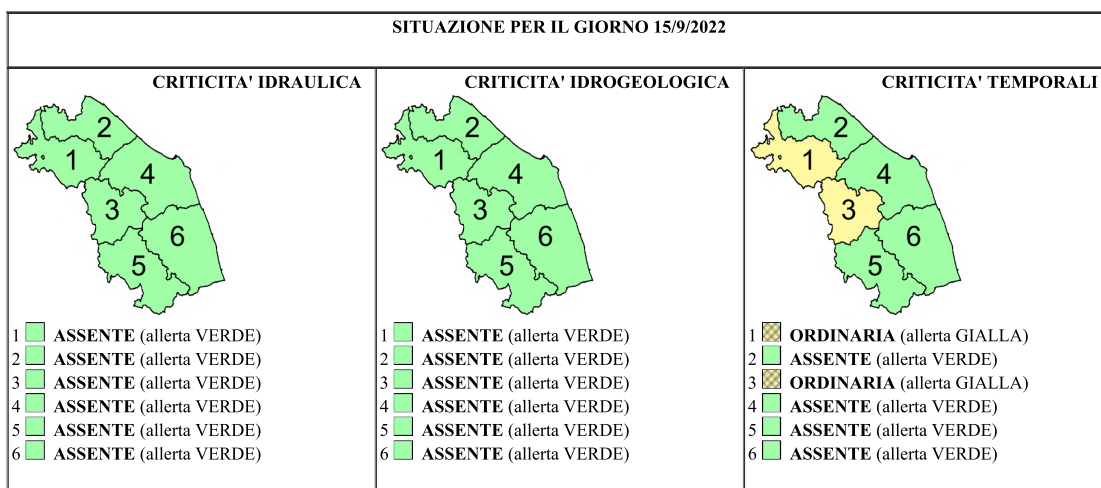 SITUAZIONE PER IL GIORNO 15/9/2022
CRITICITA' IDRAULICA
2
1
4
3
6
5
1 ASSENTE (allerta VERDE)
2 ASSENTE (allerta VERDE)
3 ASSENTE (allerta VERDE)
4 ASSENTE (allerta VERDE)
5 ASSENTE (allerta VERDE)
6 ASSENTE (allerta VERDE)
CRITICITA' IDROGEOLOGICA
2
1
4
3
6
5
1 ASSENTE (allerta VERDE)
2 ASSENTE (allerta VERDE)
3 ASSENTE (allerta VERDE)
4 ASSENTE (allerta VERDE)
5 ASSENTE (allerta VERDE)
6 ASSENTE (allerta VERDE)
CRITICITA' TEMPORALI
2
1
4
3
6
5
1 ORDINARIA (allerta GIALLA)
2 ASSENTE (allerta VERDE)
3 ORDINARIA (allerta GIALLA)
4 ASSENTE (allerta VERDE)
5 ASSENTE (allerta VERDE)
6 ASSENTE (allerta VERDE)